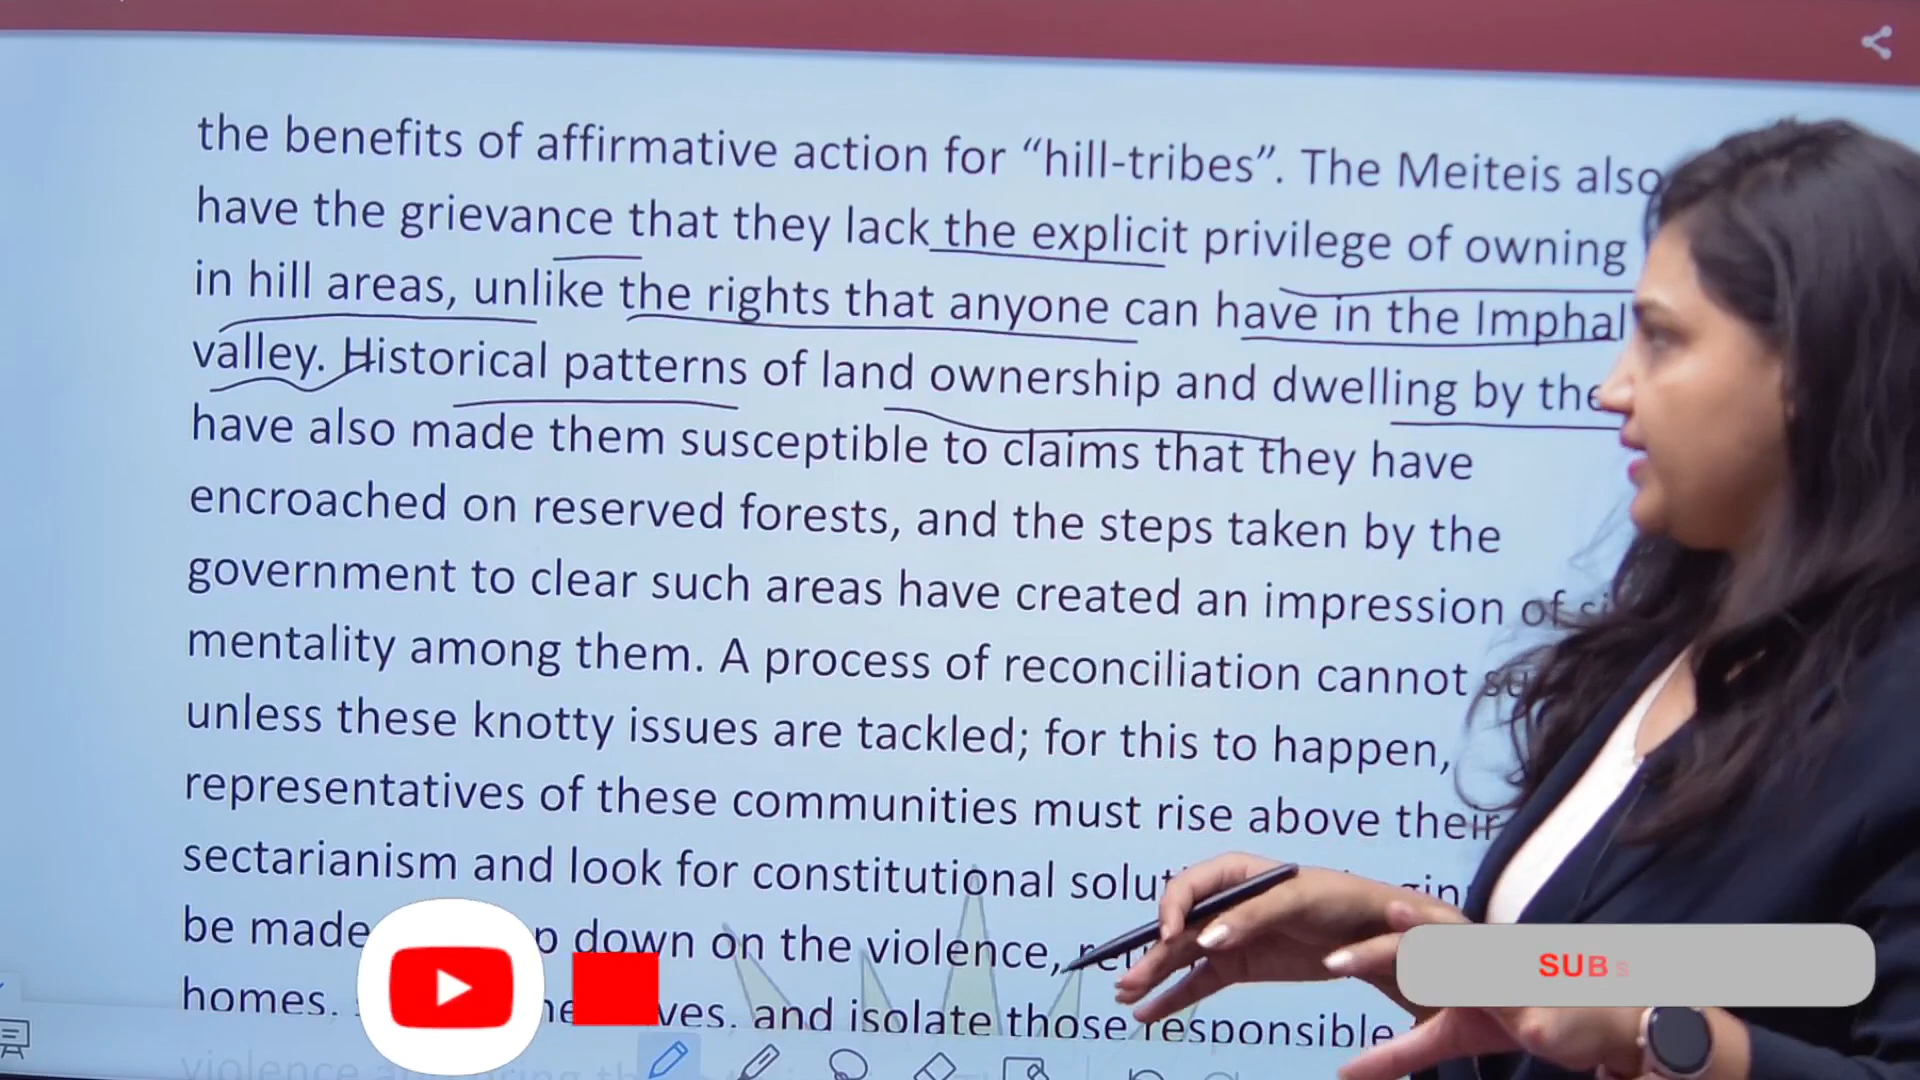 the benefits of affirmative action for “hill-tribes”. The Meiteis also
have the grievance that they lack the explicit privilege of owning
in hill areas, unlike the rights that anyone can have in the Imphal
valley. Historical patterns of land ownership and dwelling by the
have also made them susceptible to claims that they have
encroached on reserved forests, and the steps taken by the
government to clear such areas have created an impression of
mentality among them. A process of reconciliation cannot
unless these knotty issues are tackled; for this to happen,
representatives of these communities must rise above their
sectarianism and look for constitutional
be made down on the violence,
homes. and isolate those responsible
violence
SUBS